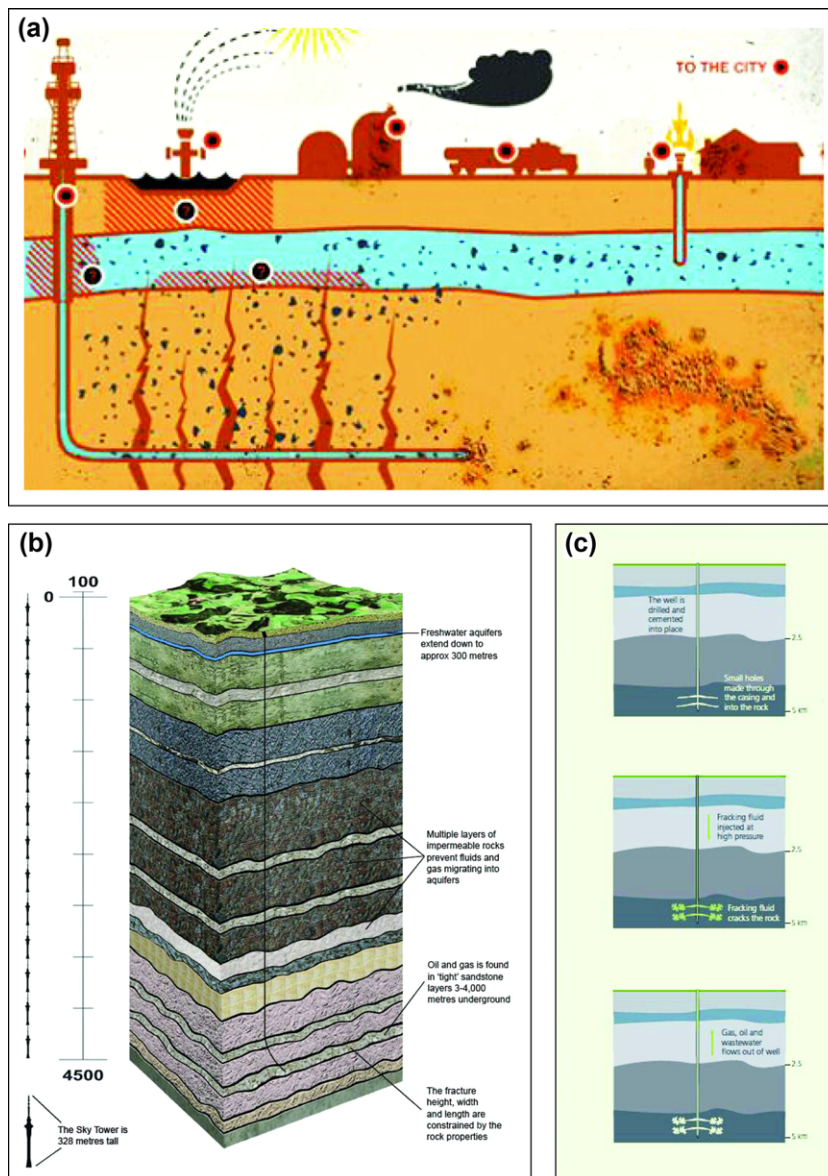 (a)
TO THE CITY
?
?
?
(b)
0
100
4500
Freshwater aquifers
extend down to
approx 300 metres
Multiple layers of
impermeable rocks
prevent fluids and
gas migrating into
aquifers
Oil and gas is found
in 'tight' sandstone
layers 3-4,000
metres underground
The fracture
height, width
and length are
constrained by the
rock properties
The Sky Tower is
328 metres tall
(c)
The well is
drilled and
cemented
into place
2.5
Small holes
made through
the casing and
into the rock
5 km
Fracking fluid
injected at
high pressure
2.5
Fracking fluid
cracks the rock
5 km
Gas, oil and
wastewater
flows out of well
2.5
5 km